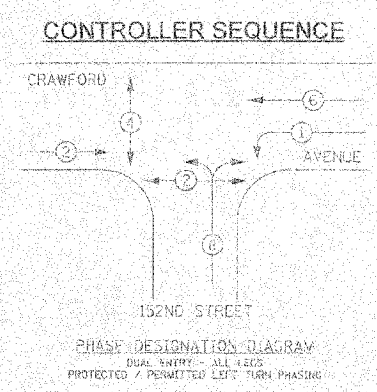 CONTROLLER SEQUENCE
CRAWFORD
6
4
1
2
AVENUE
2
8
152ND STREET
PHASE DESIGNATION DIAGRAM
DUAL ENTRY - ALL LEGS
PROTECTED / PERMITTED LEFT TURN PHASING